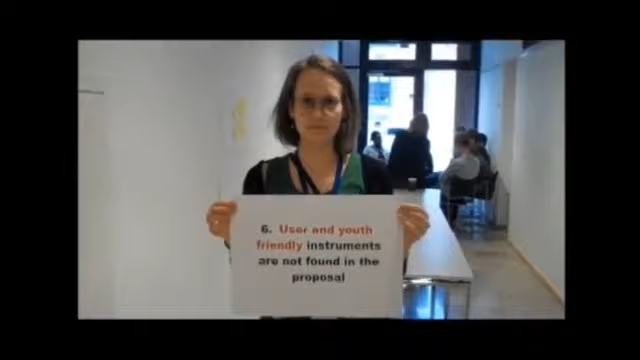 6. User and youth
friendly instruments
are not found in the
proposal